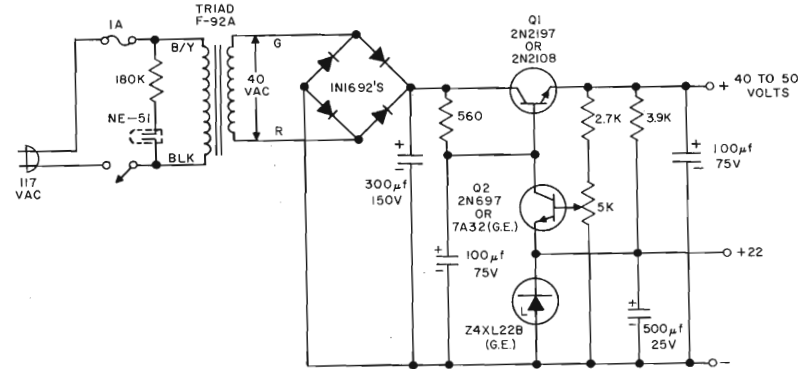 TRIAD
F-92A
1A
B/Y
180K
NE-51
BLK
117
VAC
G
40
VAC
R
1N1692'S
+
300µf
150V
560
Q1
2N2197
OR
2N2108
2.7K
3.9K
+ 40 TO 50
VOLTS
+
100µf
75V
-
Q2
2N697
OR
7A32(G.E.)
5K
+
100µf
75V
-
+22
L
Z4XL22B
(G.E.)
+
500µf
25V
-
-